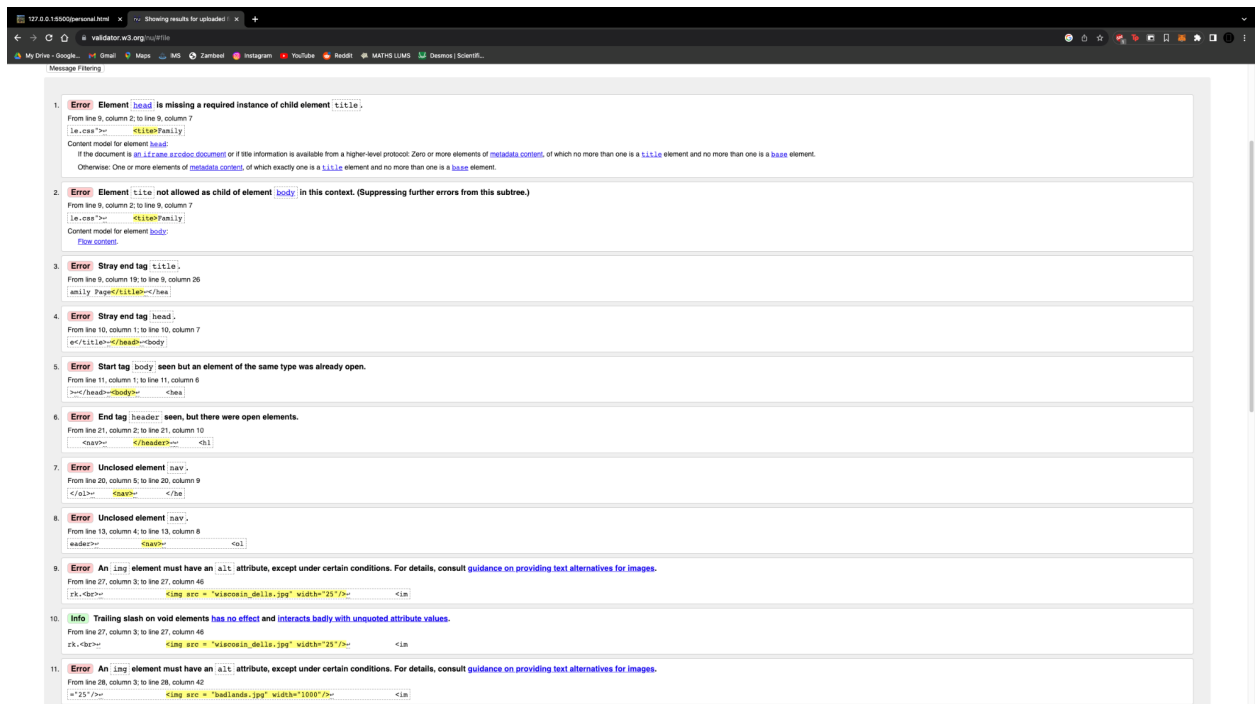 127.0.0.1:5500/personal.html
Showing results for uploaded f
validator.w3.org/nu/#file
My Drive - Google... Gmail Maps IMS Zambeel Instagram YouTube Reddit MATHS LUMS Desmos | Scientifi...
Message Filtering
1. Error Element head is missing a required instance of child element title.
From line 9, column 2; to line 9, column 7
le.css">↩ <tite>Family
Content model for element head:
If the document is an iframe srcdoc document or if title information is available from a higher-level protocol: Zero or more elements of metadata content, of which no more than one is a title element and no more than one is a base element.
Otherwise: One or more elements of metadata content, of which exactly one is a title element and no more than one is a base element.
2. Error Element tite not allowed as child of element body in this context. (Suppressing further errors from this subtree.)
From line 9, column 2; to line 9, column 7
le.css">↩ <tite>Family
Content model for element body:
Flow content.
3. Error Stray end tag title.
From line 9, column 19; to line 9, column 26
amily Page</title>↩</hea
4. Error Stray end tag head.
From line 10, column 1; to line 10, column 7
e</title>↩</head>↩<body
5. Error Start tag body seen but an element of the same type was already open.
From line 11, column 1; to line 11, column 6
>↩</head>↩<body>↩ <hea
6. Error End tag header seen, but there were open elements.
From line 21, column 2; to line 21, column 10
<nav>↩ </header>↩↩ <h1
7. Error Unclosed element nav.
From line 20, column 5; to line 20, column 9
</ol>↩ <nav>↩ </he
8. Error Unclosed element nav.
From line 13, column 4; to line 13, column 8
eader>↩ <nav>↩ <ol
9. Error An img element must have an alt attribute, except under certain conditions. For details, consult guidance on providing text alternatives for images.
From line 27, column 3; to line 27, column 46
rk.<br>↩ <img src = "wiscosin_dells.jpg" width="25"/>↩ <im
10. Info Trailing slash on void elements has no effect and interacts badly with unquoted attribute values.
From line 27, column 3; to line 27, column 46
rk.<br>↩ <img src = "wiscosin_dells.jpg" width="25"/>↩ <im
11. Error An img element must have an alt attribute, except under certain conditions. For details, consult guidance on providing text alternatives for images.
From line 28, column 3; to line 28, column 42
="25"/>↩ <img src = "badlands.jpg" width="1000"/>↩ <im